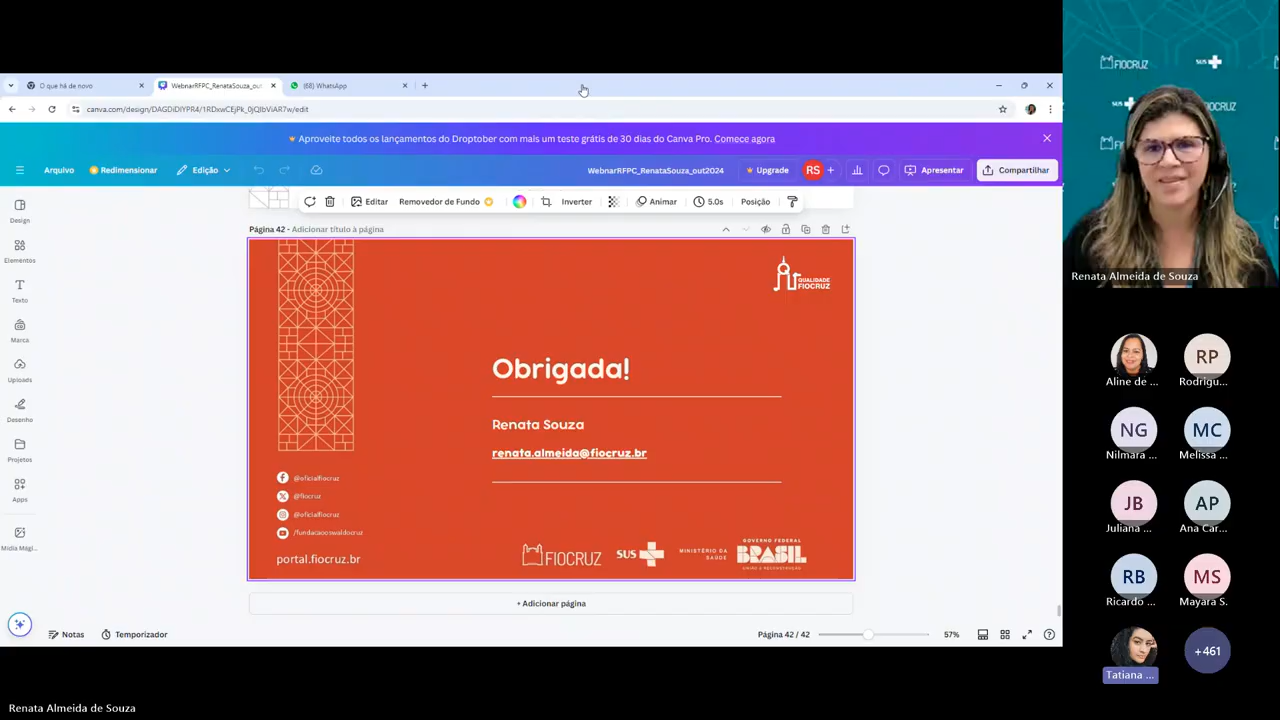 O que há de novo
WebnarRFPC_RenataSouza_out
(68) WhatsApp
canva.com/design/DAGDiDlYPR4/1RDxwCEjPk_0jQlbViAR7w/edit
Aproveite todos os lançamentos do Droptober com mais um teste grátis de 30 dias do Canva Pro. Comece agora
Arquivo
Redimensionar
Edição
WebnarRFPC_RenataSouza_out2024
Upgrade
RS
Apresentar
Compartilhar
Editar
Removedor de Fundo
Inverter
Animar
5.0s
Posição
Design
Elementos
Texto
Marca
Uploads
Desenho
Projetos
Apps
Mídia Mági...
Página 42 - Adicionar título à página
QUALIDADE
FIOCRUZ
Obrigada!
Renata Souza
renata.almeida@fiocruz.br
@oficialfiocruz
@fiocruz
@oficialfiocruz
/fundacaooswaldocruz
portal.fiocruz.br
FIOCRUZ
SUS
MINISTÉRIO DA
SAÚDE
GOVERNO FEDERAL
BRASIL
UNIÃO E RECONSTRUÇÃO
+ Adicionar página
Notas
Temporizador
Página 42 / 42
57%
FIOCRUZ
SUS
SUS
FIOCRUZ
Renata Almeida de Souza
Aline de ...
RP
Rodrigu...
NG
Nilmara ...
MC
Melissa ...
JB
Juliana ...
AP
Ana Car...
RB
Ricardo ...
MS
Mayara S.
Tatiana ...
+461
Renata Almeida de Souza